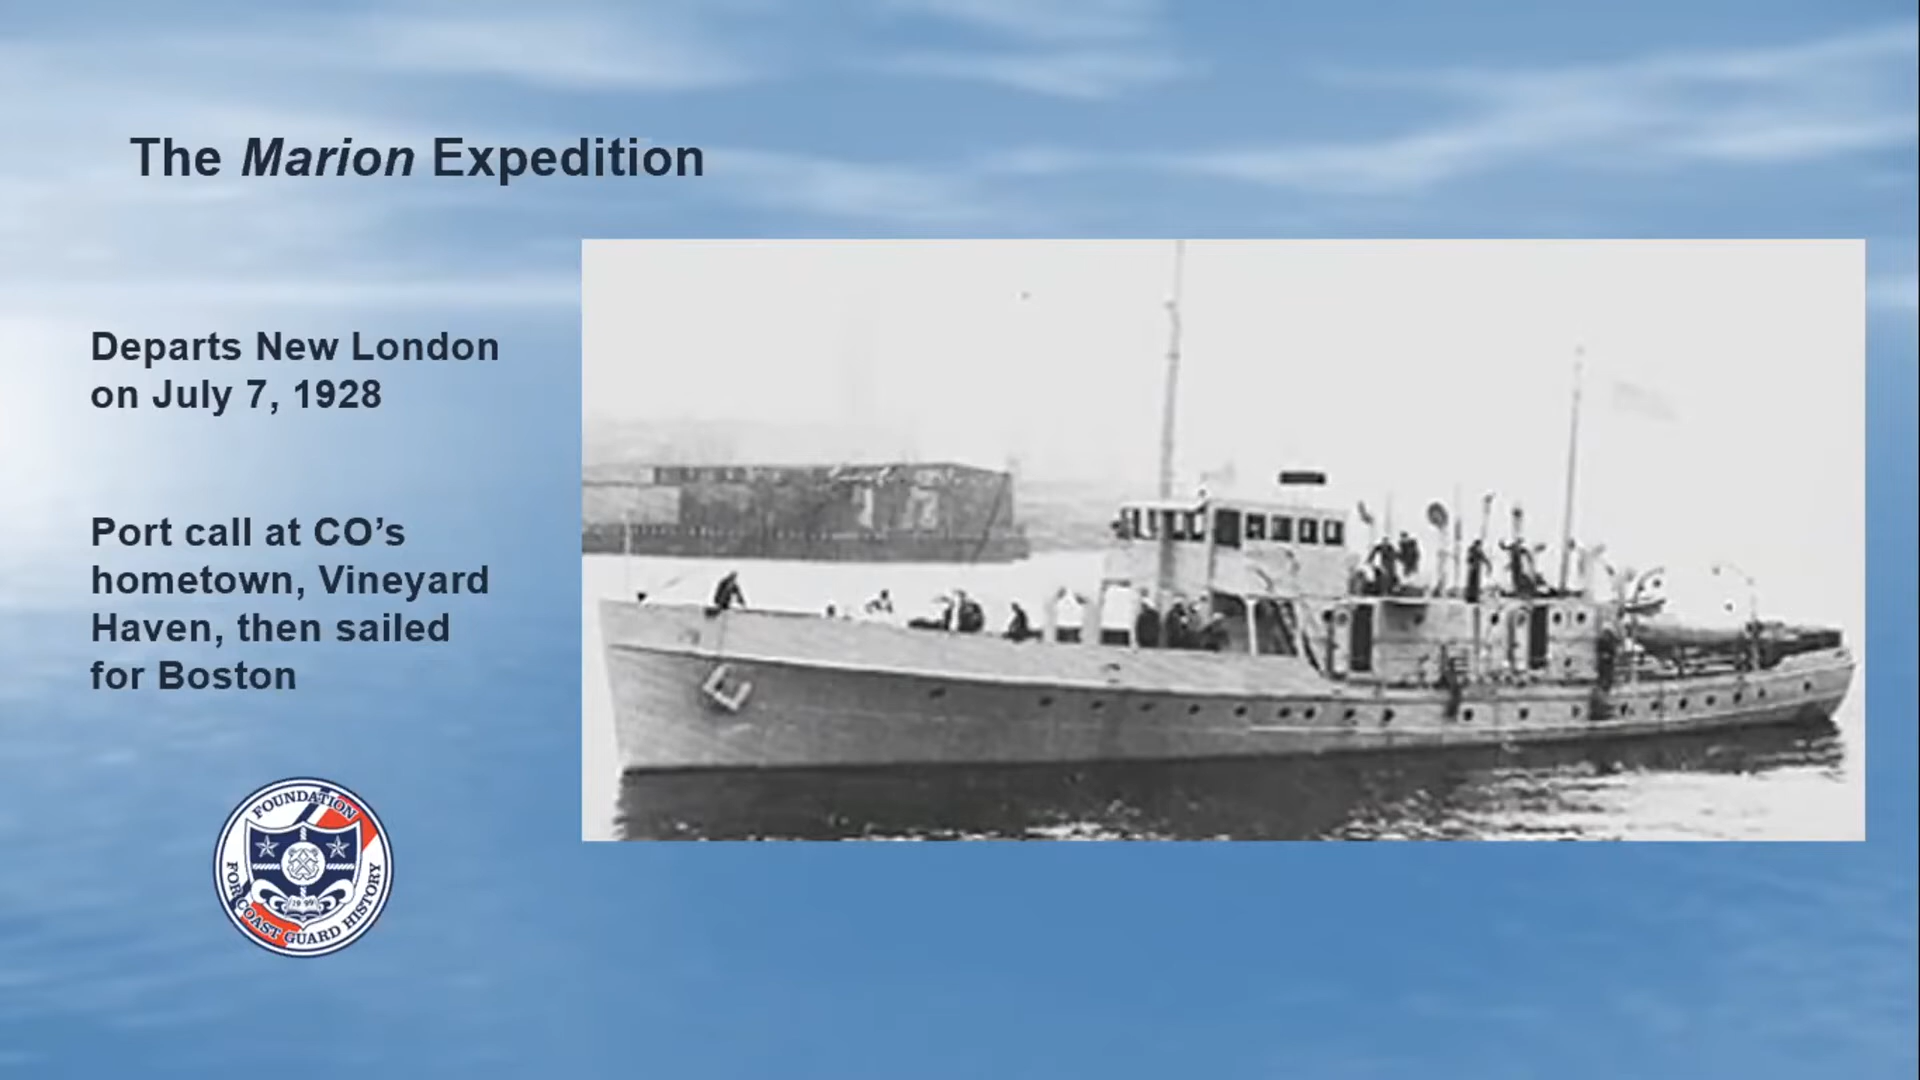 The Marion Expedition
Departs New London
on July 7, 1928
Port call at CO’s
hometown, Vineyard
Haven, then sailed
for Boston
FOUNDATION
FOR COAST GUARD HISTORY
1999